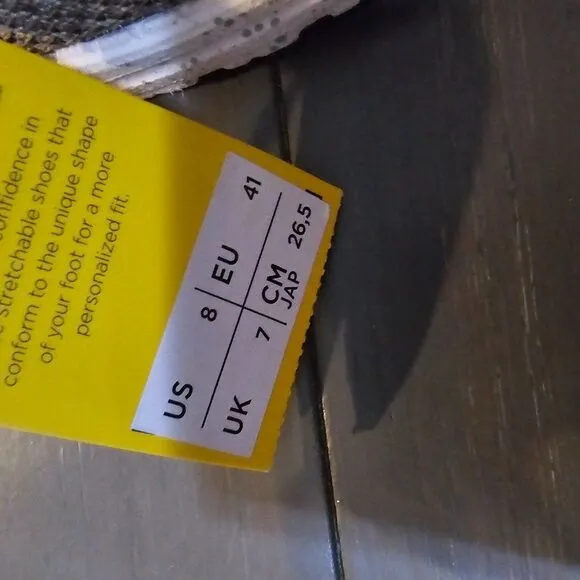 confidence in
stretchable shoes that
conform to the unique shape
of your foot for a more
personalized fit.
US 8 EU 41
UK 7 CM JAP 26,5